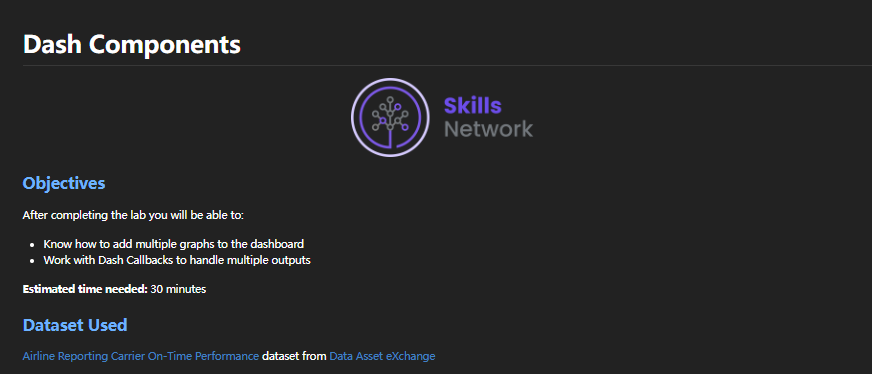 Dash Components
Skills
Network
Objectives
After completing the lab you will be able to:
• Know how to add multiple graphs to the dashboard
• Work with Dash Callbacks to handle multiple outputs
Estimated time needed: 30 minutes
Dataset Used
Airline Reporting Carrier On-Time Performance dataset from Data Asset eXchange